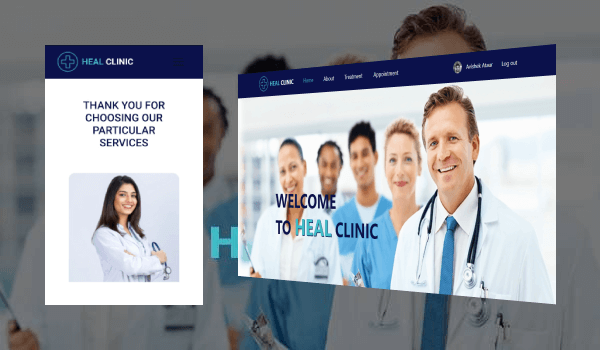 HEAL CLINIC
THANK YOU FOR
CHOOSING OUR
PARTICULAR
SERVICES
HEAL CLINIC
Home About Treatment Appointment
Avishek Ataur Log out
WELCOME
TO HEAL CLINIC
H